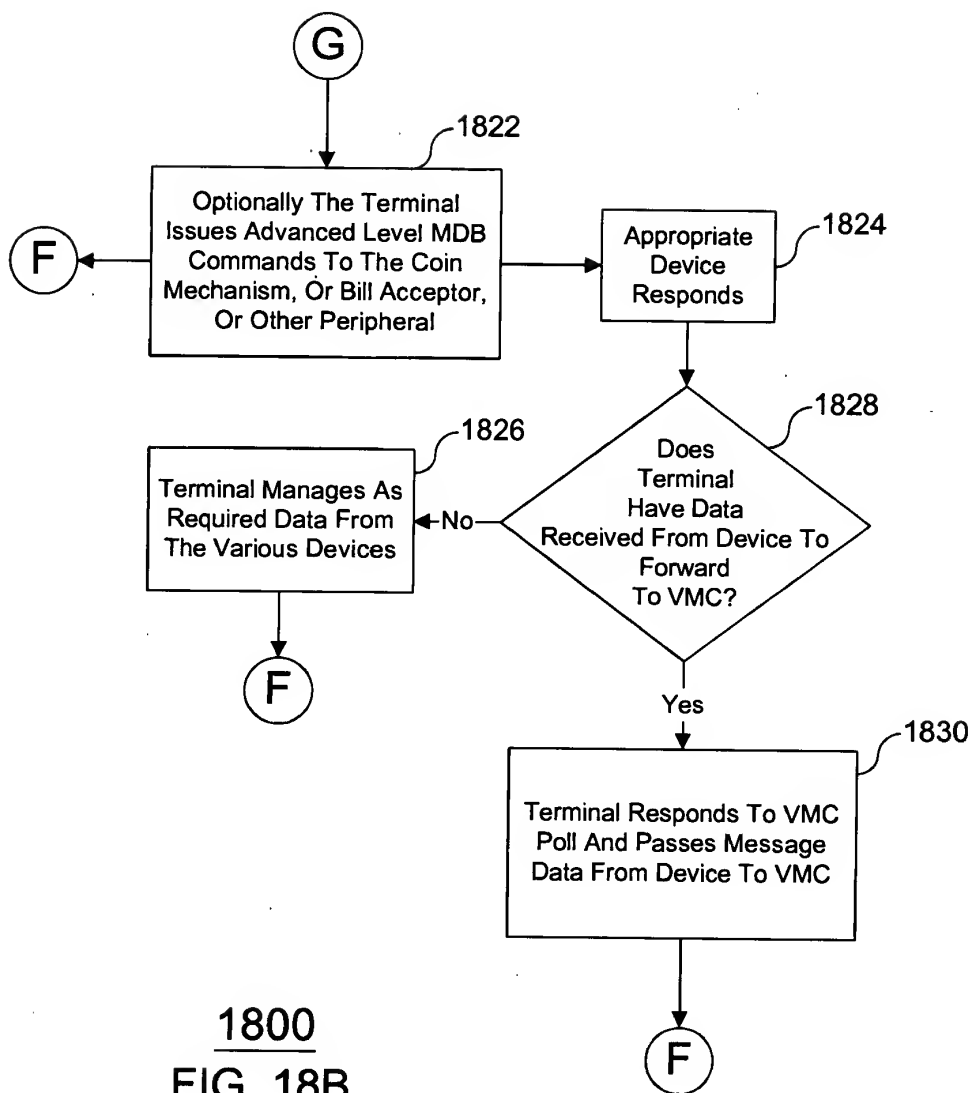 G
1822
Optionally The Terminal
Issues Advanced Level MDB
Commands To The Coin
Mechanism, Or Bill Acceptor,
Or Other Peripheral
F
1824
Appropriate
Device
Responds
1828
Does
Terminal
Have Data
Received From Device To
Forward
To VMC?
No
1826
Terminal Manages As
Required Data From
The Various Devices
F
Yes
1830
Terminal Responds To VMC
Poll And Passes Message
Data From Device To VMC
F
1800
FIG. 18B